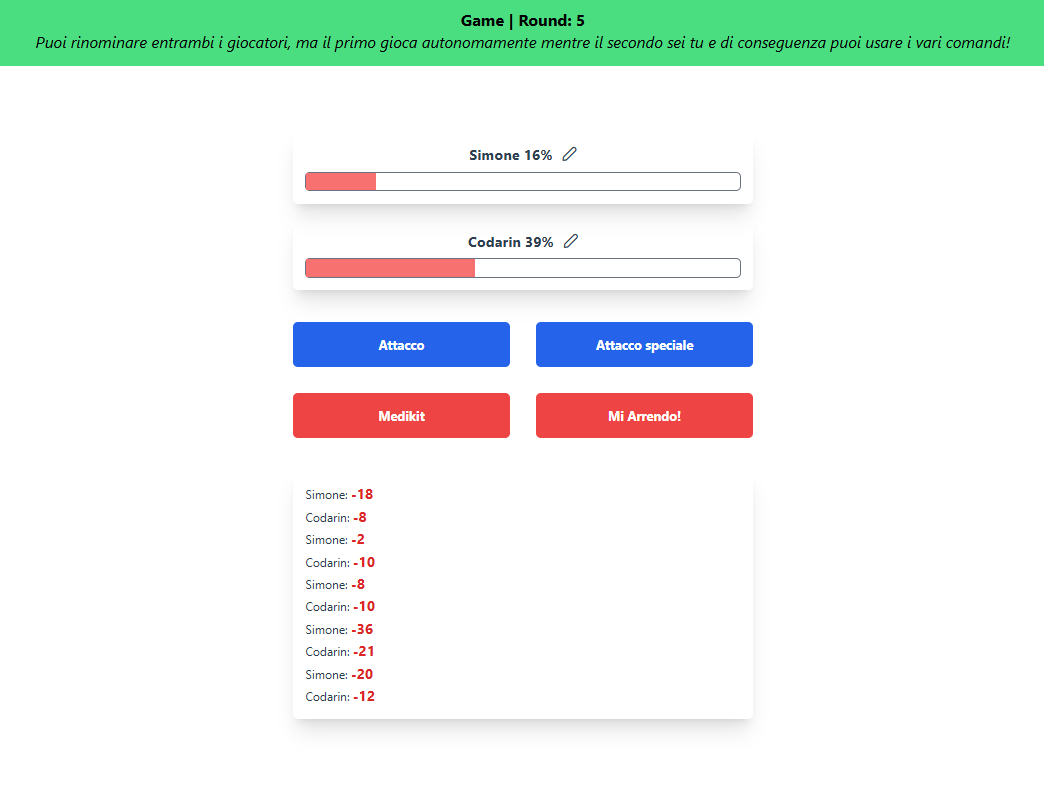 Game | Round: 5
Puoi rinominare entrambi i giocatori, ma il primo gioca autonomamente mentre il secondo sei tu e di conseguenza puoi usare i vari comandi!
Simone 16%
Codarin 39%
Attacco
Attacco speciale
Medikit
Mi Arrendo!
Simone: -18
Codarin: -8
Simone: -2
Codarin: -10
Simone: -8
Codarin: -10
Simone: -36
Codarin: -21
Simone: -20
Codarin: -12